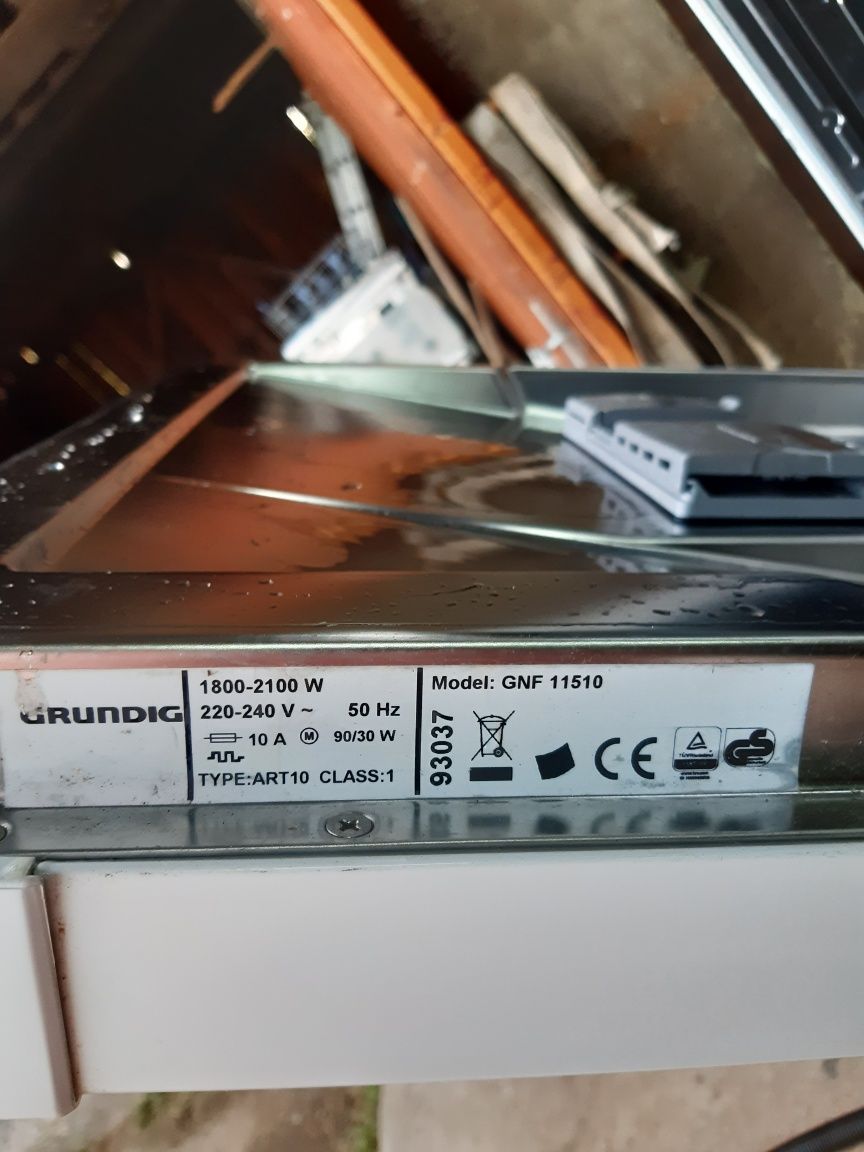 GRUNDIG
1800-2100 W
220-240 V ~ 50 Hz
10 A M 90/30 W
TYPE:ART10 CLASS:1
Model: GNF 11510
93037
CE
GS